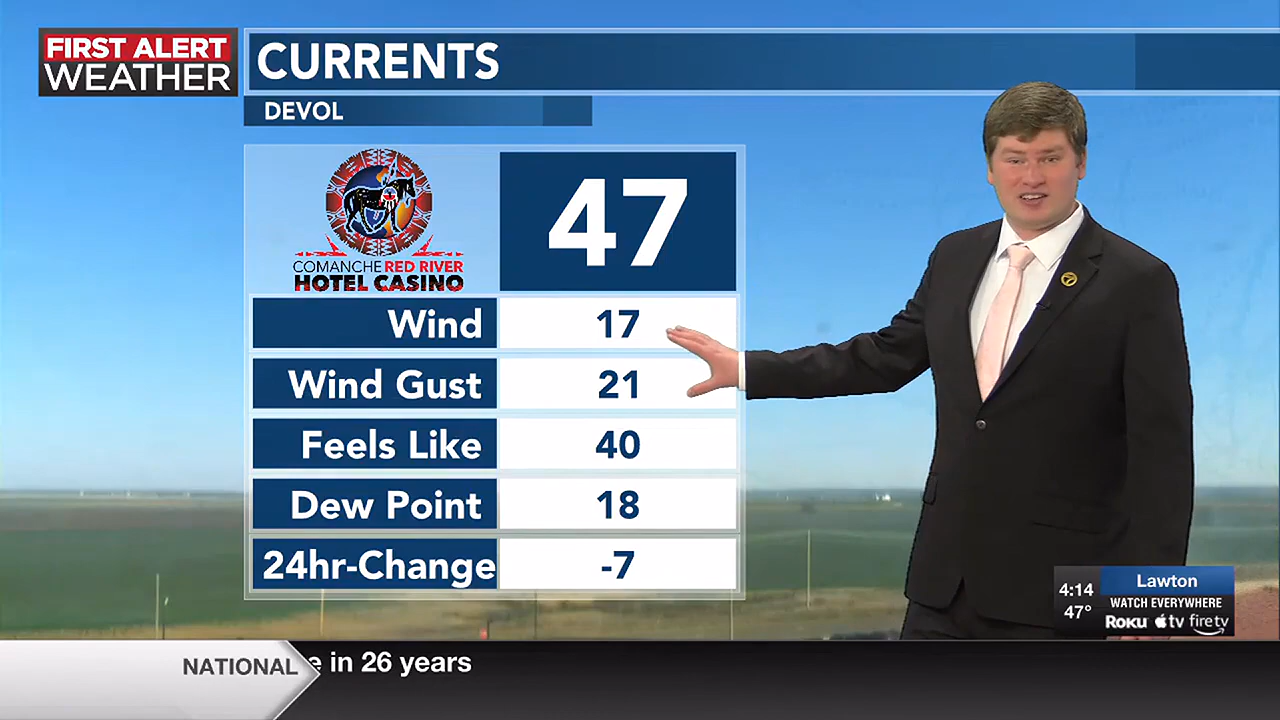 FIRST ALERT
WEATHER
CURRENTS
DEVOL
COMANCHE RED RIVER
HOTEL CASINO
47
Wind 17
Wind Gust 21
Feels Like 40
Dew Point 18
24hr-Change -7
7
4:14 Lawton
47° WATCH EVERYWHERE
Roku tv firetv
NATIONAL in 26 years